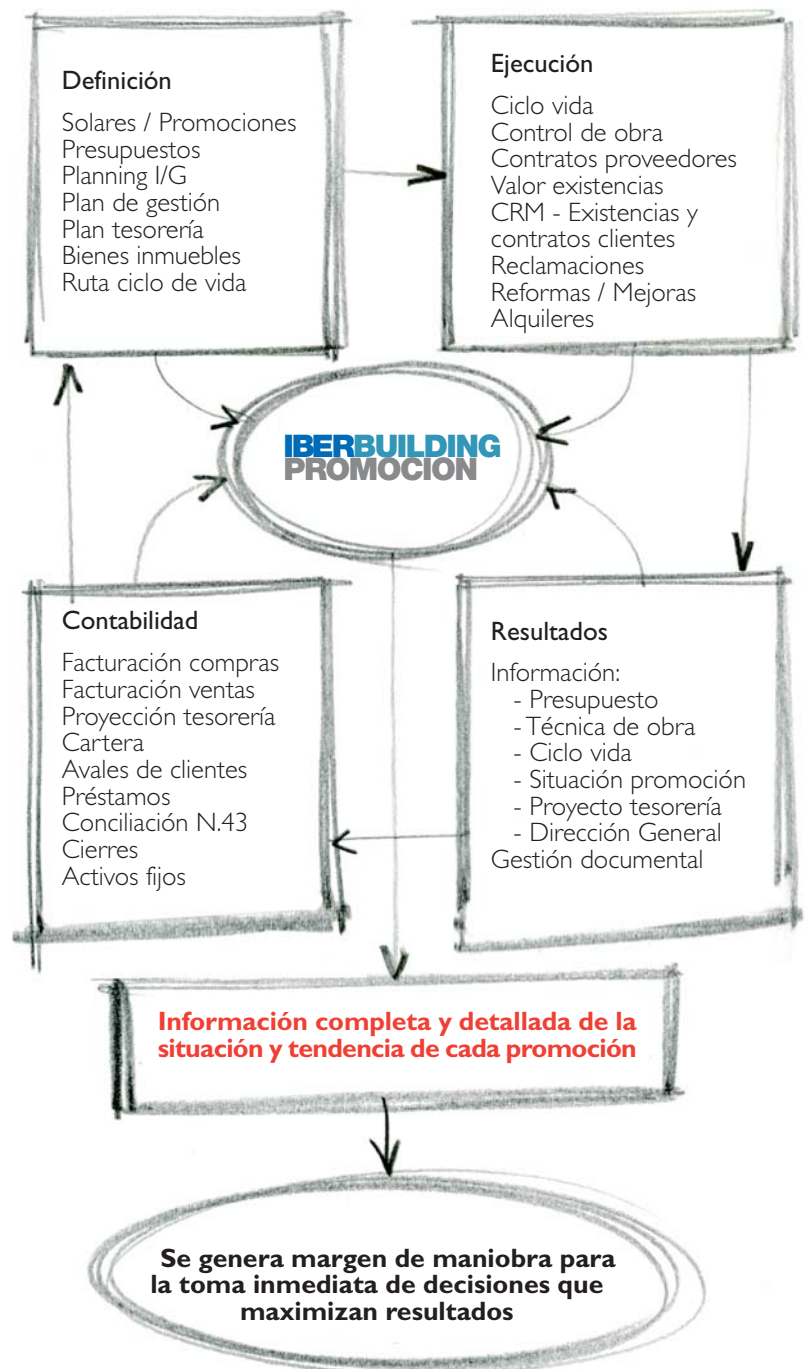 Definición
Solares / Promociones
Presupuestos
Planning I/G
Plan de gestión
Plan tesorería
Bienes inmuebles
Ruta ciclo de vida
Ejecución
Ciclo vida
Control de obra
Contratos proveedores
Valor existencias
CRM - Existencias y
contratos clientes
Reclamaciones
Reformas / Mejoras
Alquileres
IBERBUILDING
PROMOCION
Contabilidad
Facturación compras
Facturación ventas
Proyección tesorería
Cartera
Avales de clientes
Préstamos
Conciliación N.43
Cierres
Activos fijos
Resultados
Información:
- Presupuesto
- Técnica de obra
- Ciclo vida
- Situación promoción
- Proyecto tesorería
- Dirección General
Gestión documental
Información completa y detallada de la
situación y tendencia de cada promoción
Se genera margen de maniobra para
la toma inmediata de decisiones que
maximizan resultados